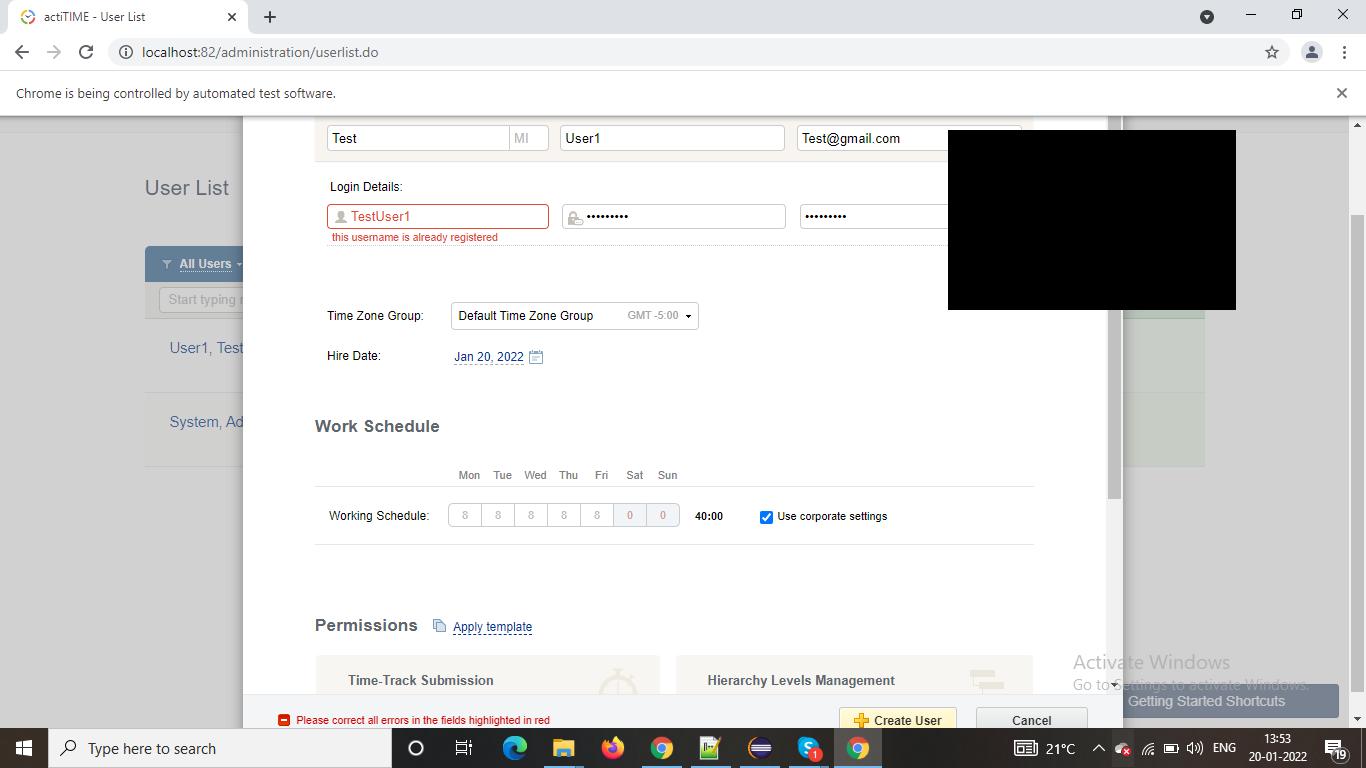 actiTIME - User List
localhost:82/administration/userlist.do
Chrome is being controlled by automated test software.
Test MI User1 Test@gmail.com
User List
Login Details:
TestUser1 ••••••••• •••••••••
this username is already registered
All Users
Start typing
Time Zone Group: Default Time Zone Group GMT -5:00
User1, Test
Hire Date: Jan 20, 2022
System, Ad
Work Schedule
Mon Tue Wed Thu Fri Sat Sun
Working Schedule: 8 8 8 8 8 0 0 40:00 Use corporate settings
Permissions Apply template
Activate Windows
Go to Settings to activate Windows.
Time-Track Submission Hierarchy Levels Management
Getting Started Shortcuts
Please correct all errors in the fields highlighted in red
Create User Cancel
Type here to search
1
21°C
ENG
13:53
20-01-2022
19